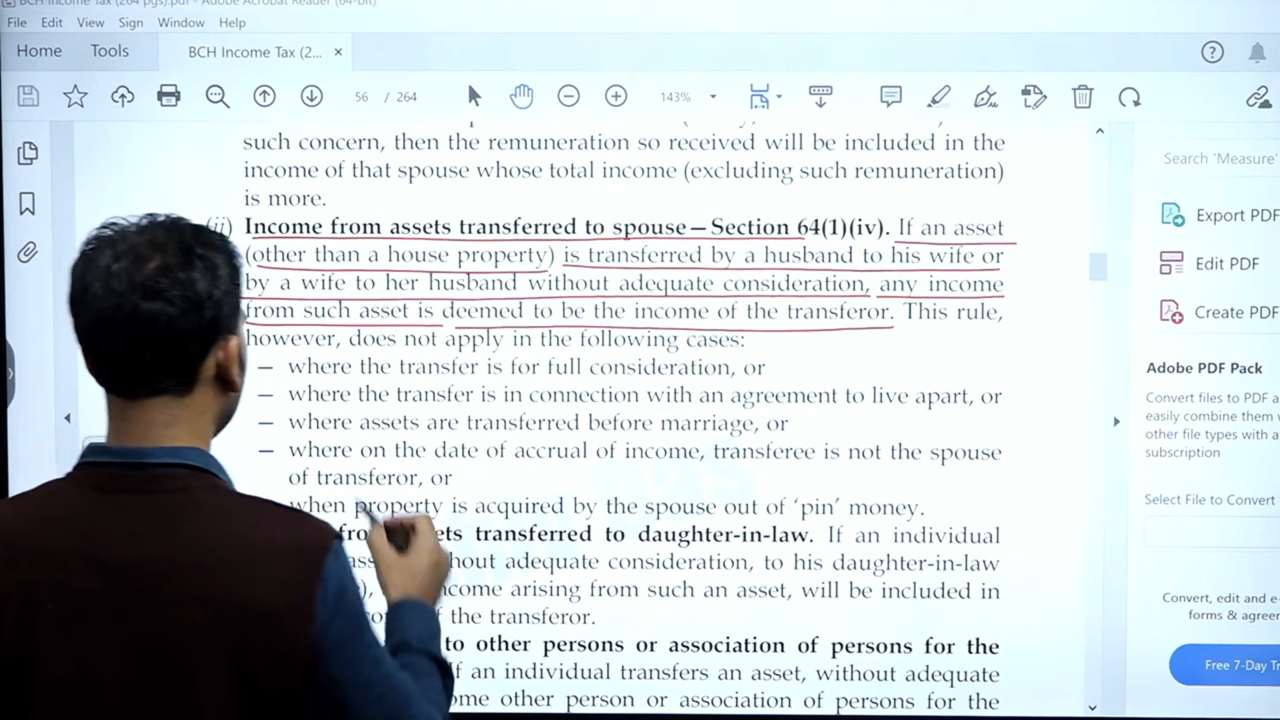 BCH Income Tax (264 pgs).pdf - Adobe Acrobat Reader (64-bit)
File Edit View Sign Window Help
Home Tools BCH Income Tax (2... ×
56 / 264 143%
such concern, then the remuneration so received will be included in the
income of that spouse whose total income (excluding such remuneration)
is more.
(ii) Income from assets transferred to spouse—Section 64(1)(iv). If an asset
(other than a house property) is transferred by a husband to his wife or
by a wife to her husband without adequate consideration, any income
from such asset is deemed to be the income of the transferor. This rule,
however, does not apply in the following cases:
— where the transfer is for full consideration, or
— where the transfer is in connection with an agreement to live apart, or
— where assets are transferred before marriage, or
— where on the date of accrual of income, transferee is not the spouse
of transferor, or
when property is acquired by the spouse out of 'pin' money.
transferred to daughter-in-law. If an individual
adequate consideration, to his daughter-in-law
arising from such an asset, will be included in
the transferor.
to other persons or association of persons for the
an individual transfers an asset, without adequate
other person or association of persons for the
Search 'Measure'
Export PDF
Edit PDF
Create PDF
Adobe PDF Pack
Convert files to PDF a
easily combine them
other file types with a
subscription
Select File to Convert
Convert, edit and e-
forms & agreer
Free 7-Day Tr